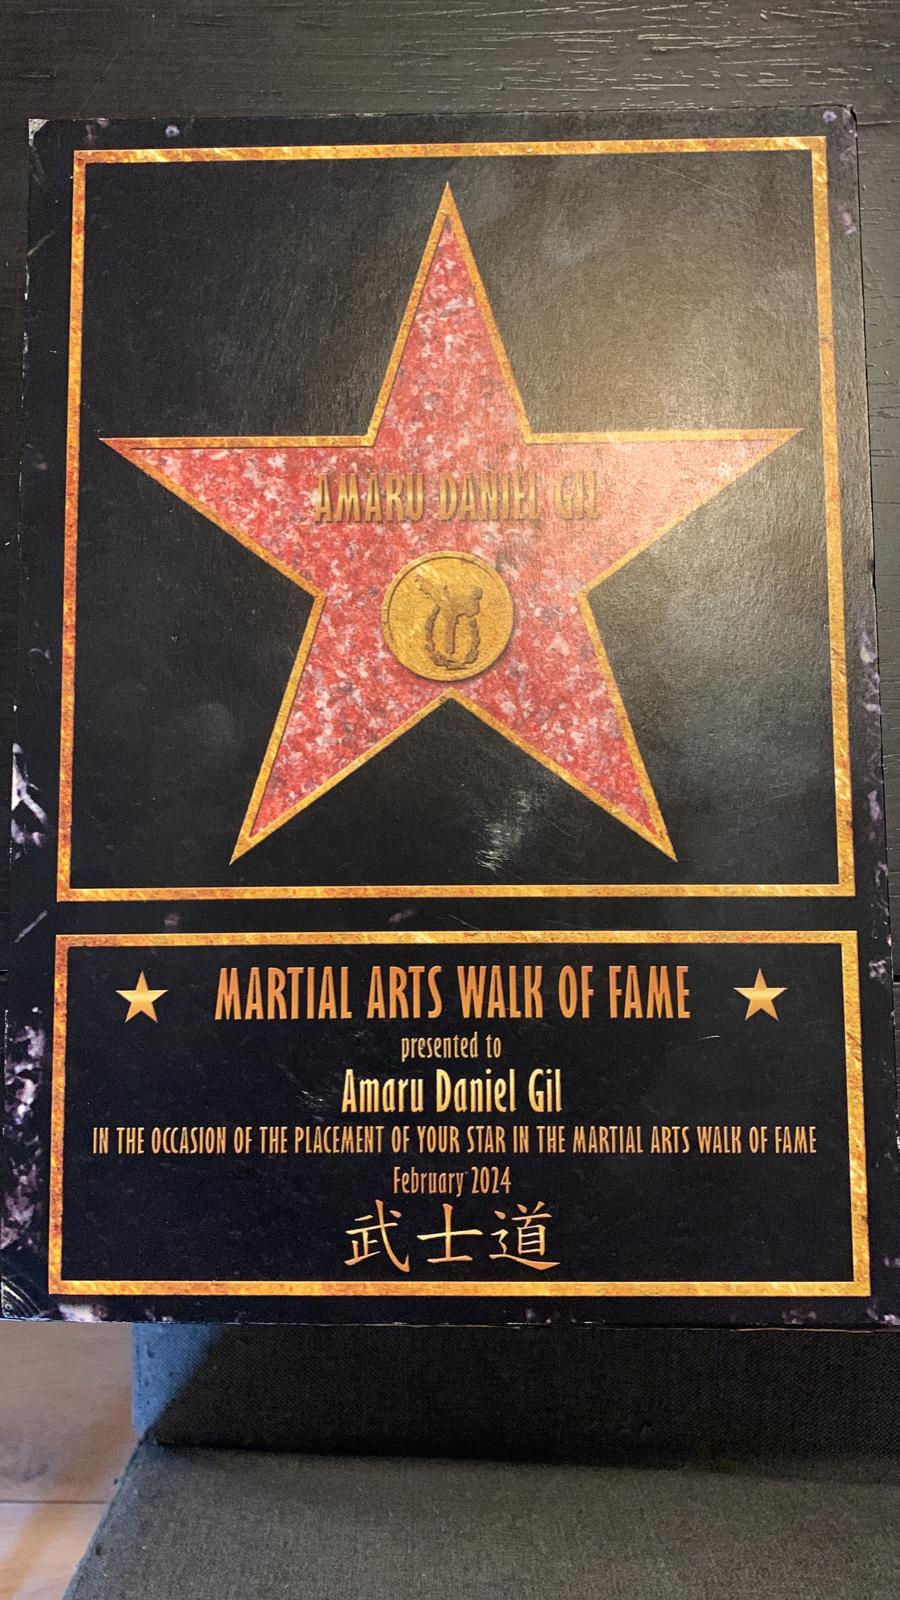 AMARU DANIEL GIL
MARTIAL ARTS WALK OF FAME
presented to
Amaru Daniel Gil
IN THE OCCASION OF THE PLACEMENT OF YOUR STAR IN THE MARTIAL ARTS WALK OF FAME
February 2024
武士道